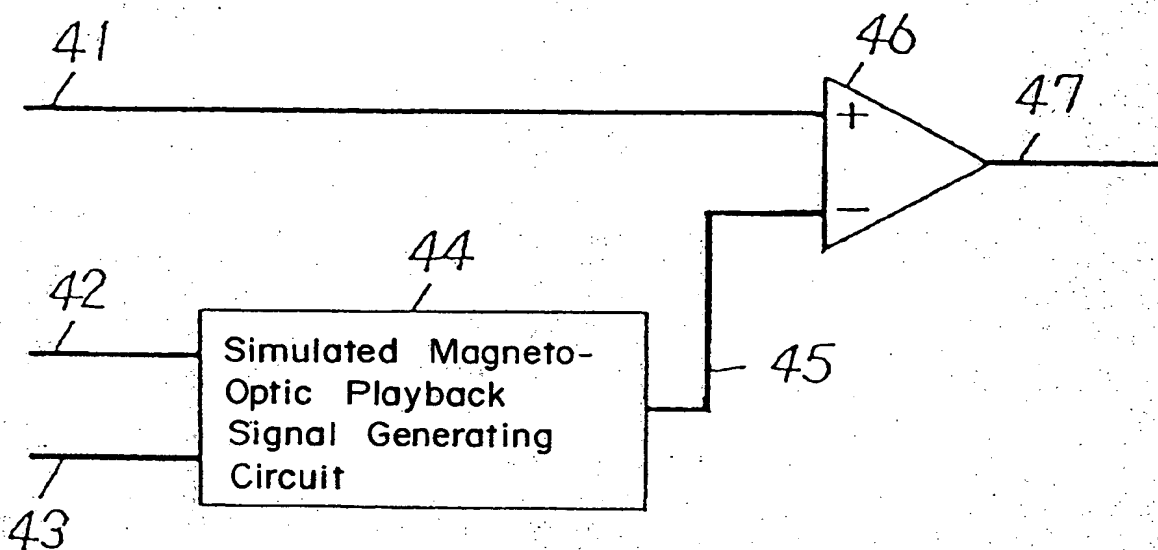 41
46
47
+
−
44
42
Simulated Magneto-
Optic Playback
Signal Generating
Circuit
45
43